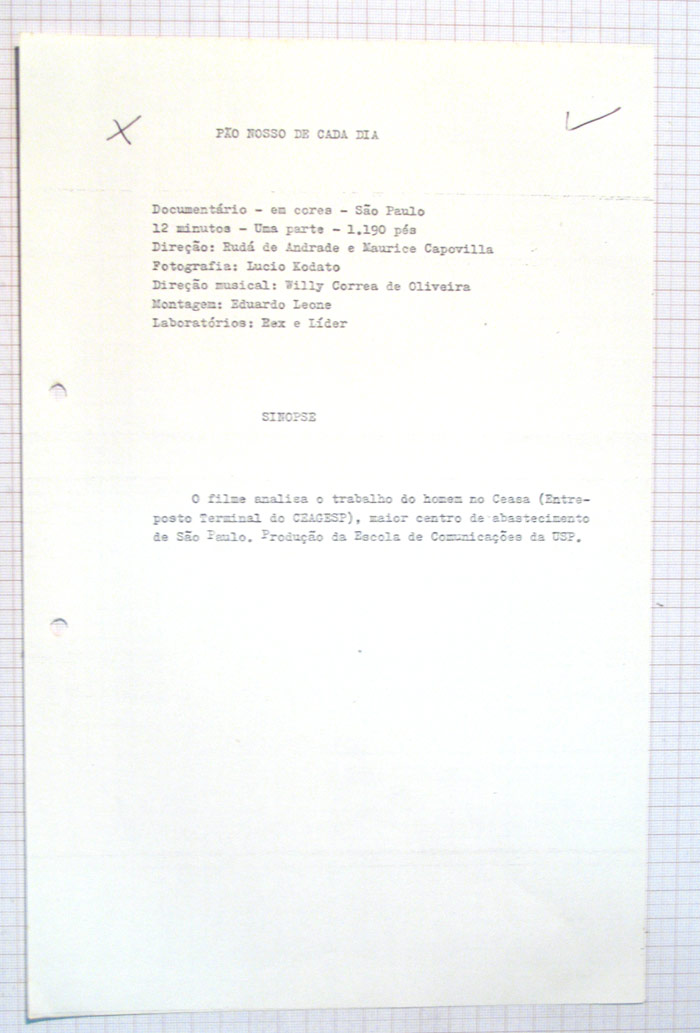 PÃO NOSSO DE CADA DIA
Documentário - em cores - São Paulo
12 minutos - Uma parte - 1.190 pés
Direção: Rudá de Andrade e Maurice Capovilla
Fotografia: Lucio Kodato
Direção musical: Willy Correa de Oliveira
Montagem: Eduardo Leone
Laboratórios: Rex e Líder
SINOPSE
O filme analisa o trabalho do homem no Ceasa (Entre-
posto Terminal do CEAGESP), maior centro de abastecimento
de São Paulo. Produção da Escola de Comunicações da USP.